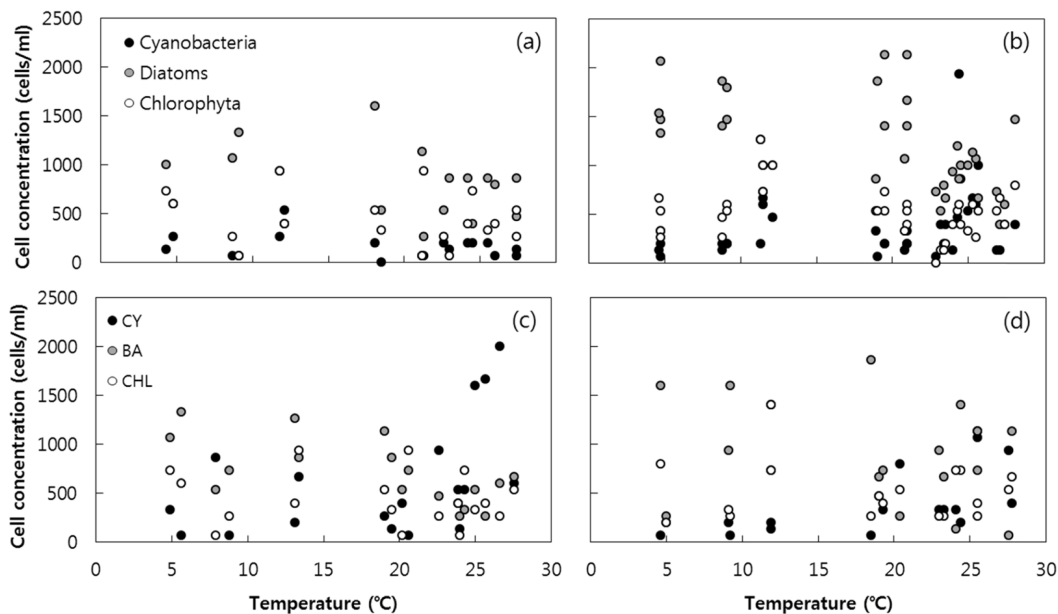 2500
2000
1500
1000
500
0
Cell concentration (cells/ml)
Cyanobacteria
Diatoms
Chlorophyta
(a)
(b)
2500
2000
1500
1000
500
0
Cell concentration (cells/ml)
CY
BA
CHL
(c)
(d)
0 5 10 15 20 25 30
0 5 10 15 20 25 30
Temperature (℃)
Temperature (℃)